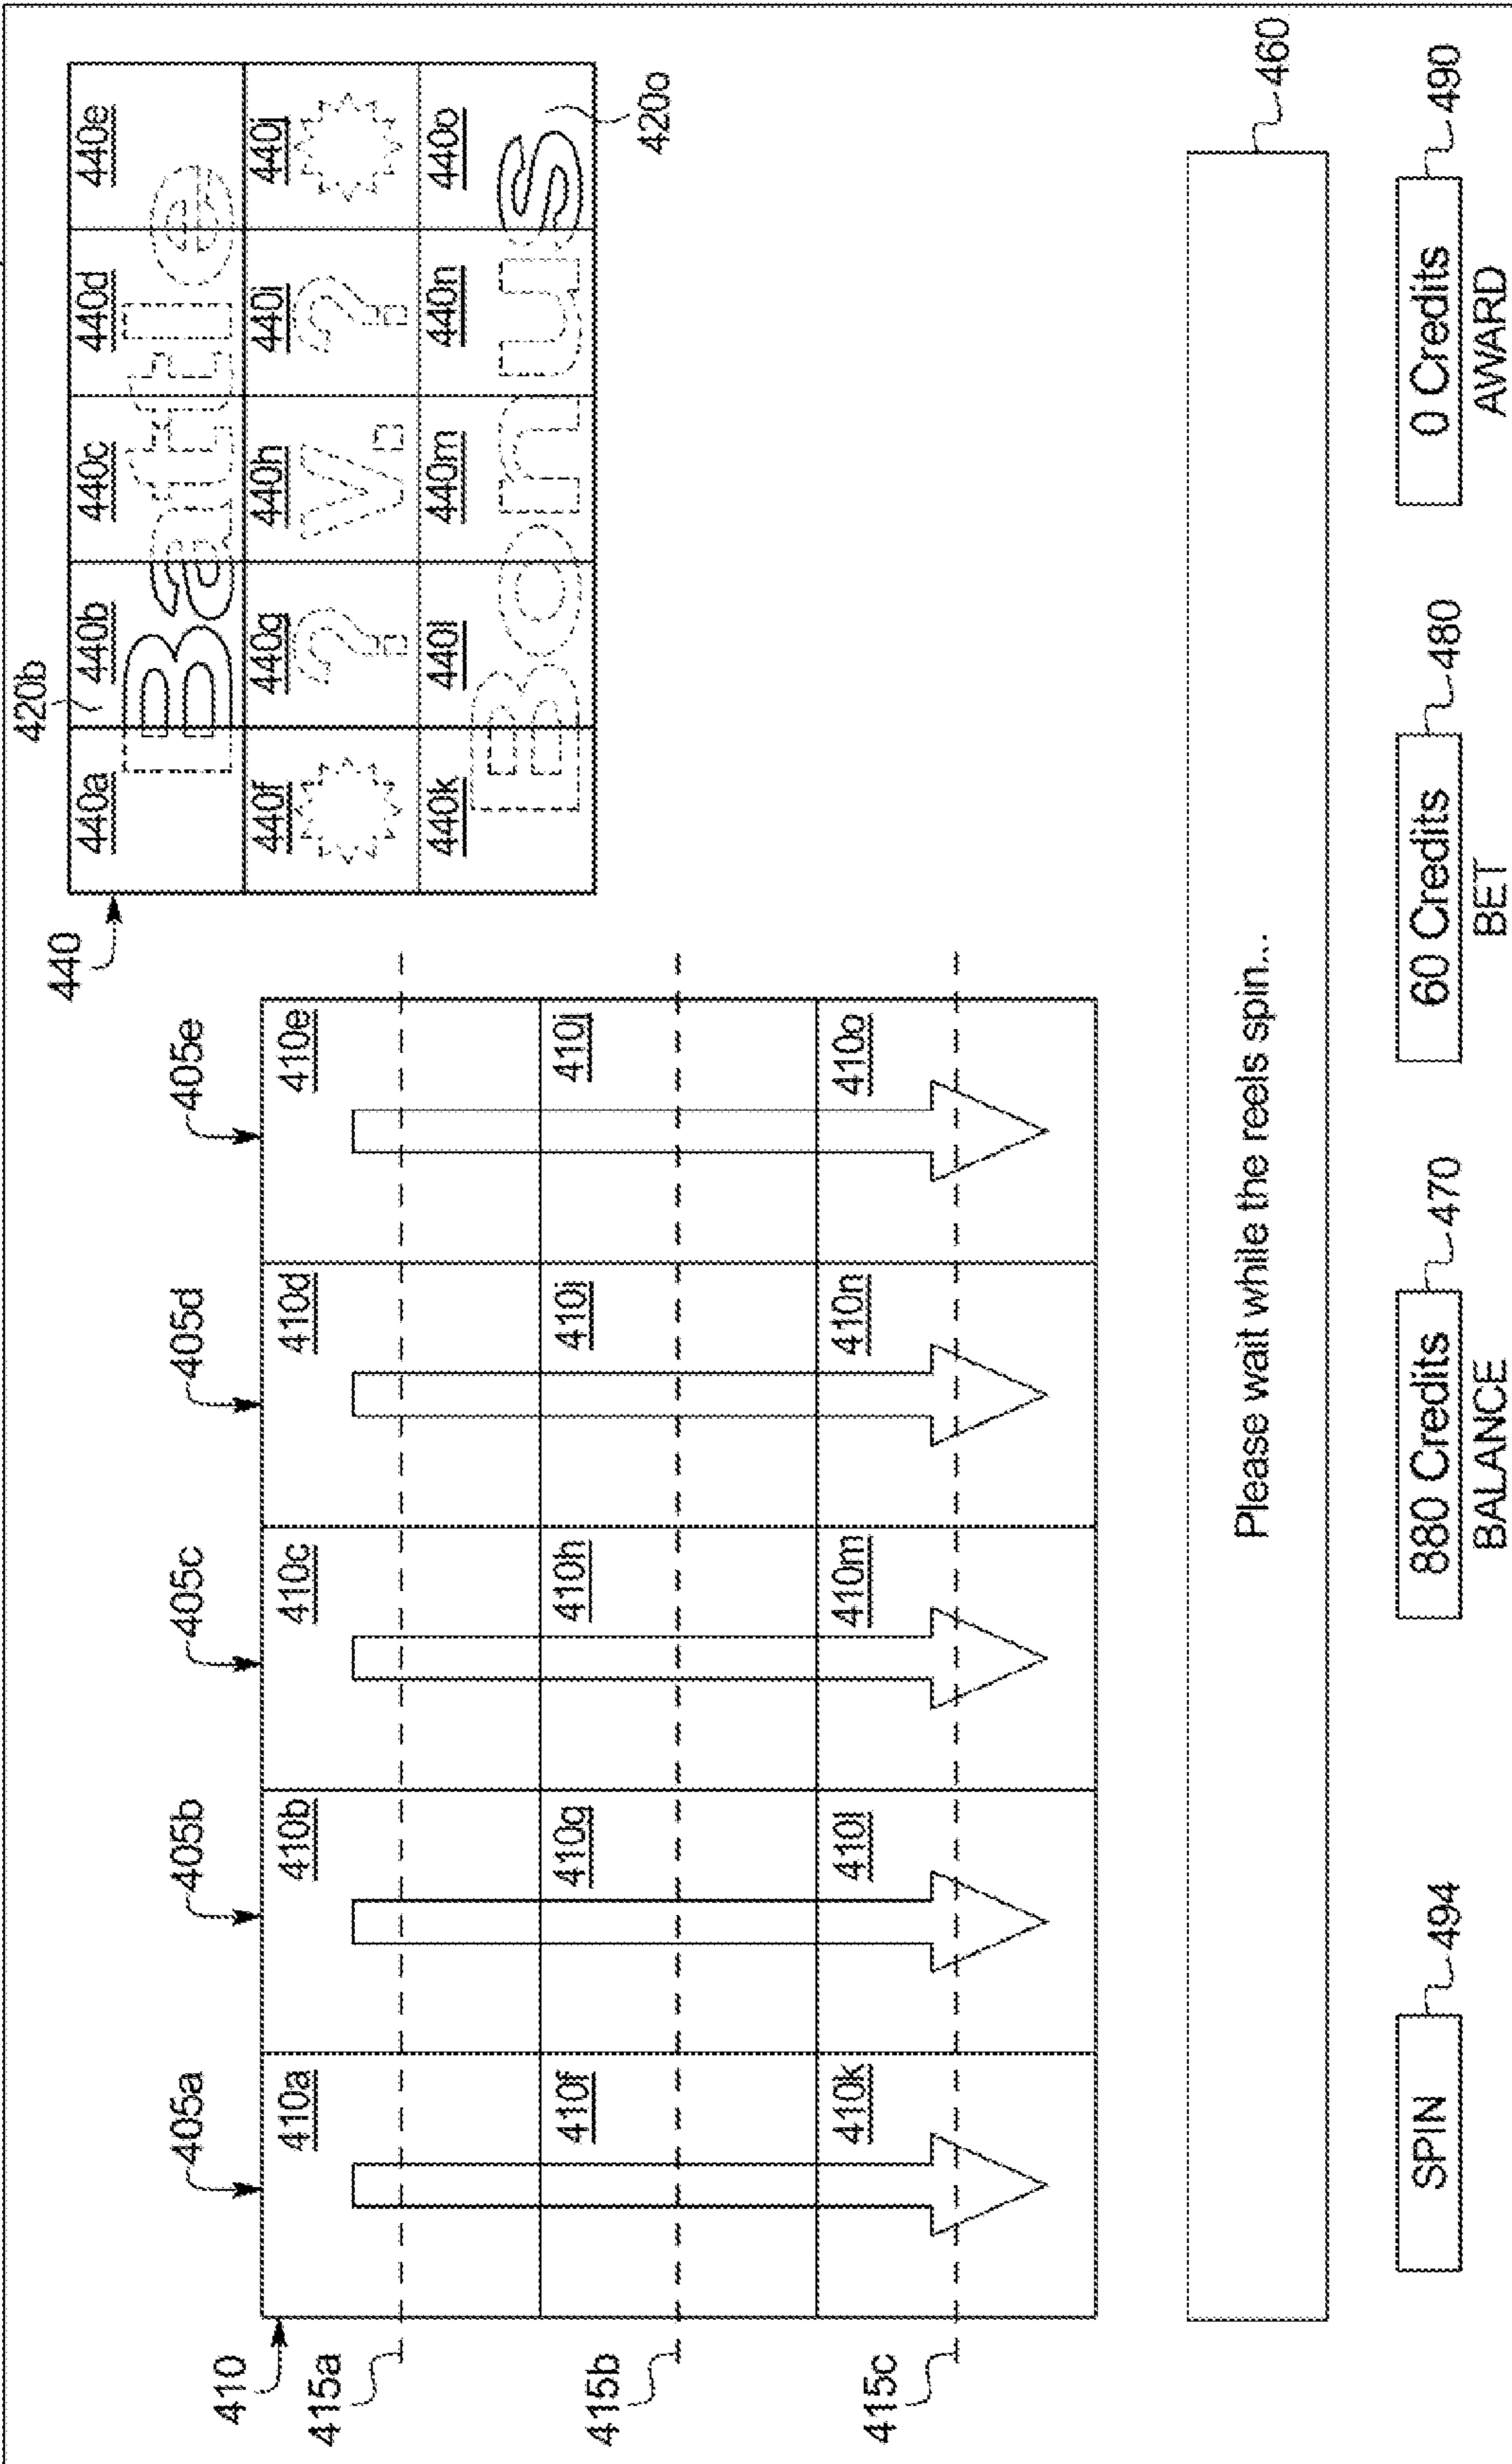 420b
440
440a 440b 440c 440d 440e
Battle
440f 440g 440h 440i 440j
? v. ?
440k 440l 440m 440n 440o
Bonus
420o
405a 405b 405c 405d 405e
410
410a 410b 410c 410d 410e
415a
410f 410g 410h 410i 410j
415b
410k 410l 410m 410n 410o
415c
Please wait while the reels spin...
460
SPIN 494 880 Credits 470 60 Credits 480 0 Credits 490
BALANCE BET AWARD